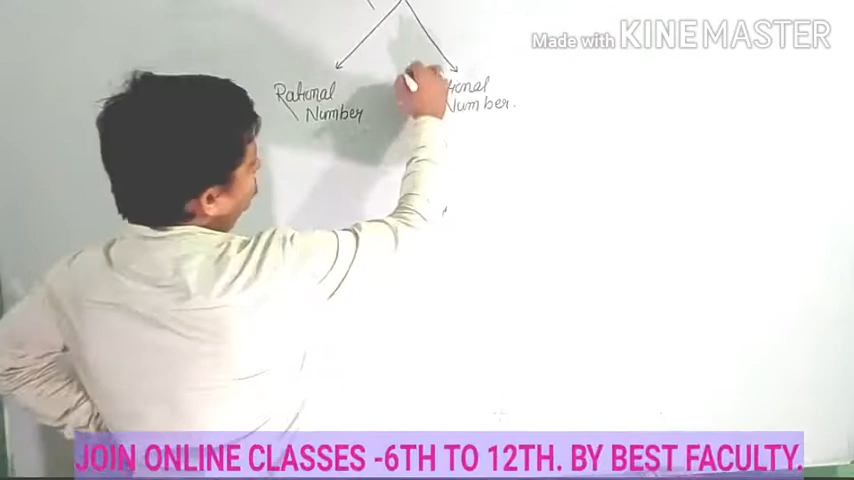 Made with KINEMASTER
Rational
Number
tional
Number.
JOIN ONLINE CLASSES -6TH TO 12TH. BY BEST FACULTY.